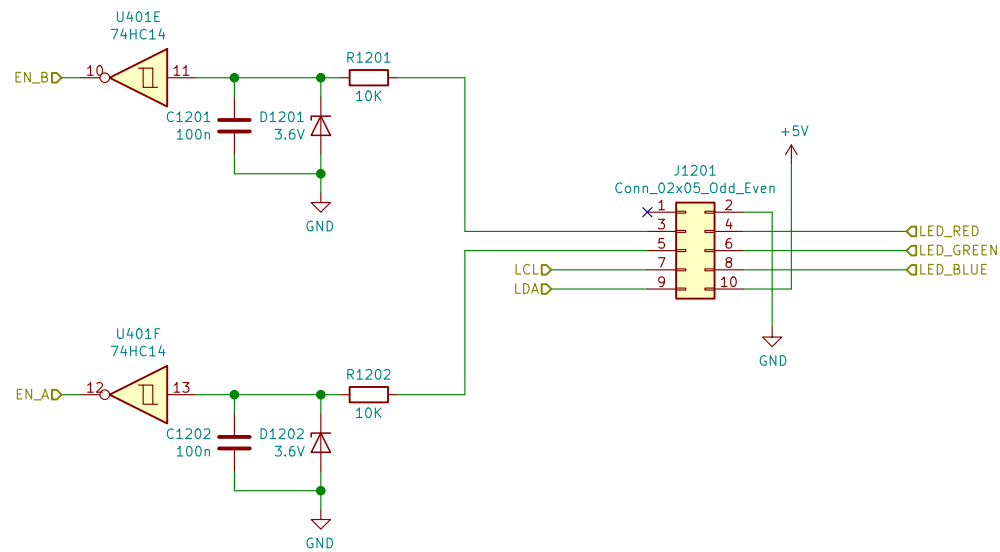 U401E
74HC14
EN_B
10
11
R1201
10K
C1201
100n
D1201
3.6V
GND
+5V
J1201
Conn_02x05_Odd_Even
1
2
3
4
5
6
7
8
9
10
LCL
LDA
LED_RED
LED_GREEN
LED_BLUE
GND
U401F
74HC14
EN_A
12
13
R1202
10K
C1202
100n
D1202
3.6V
GND